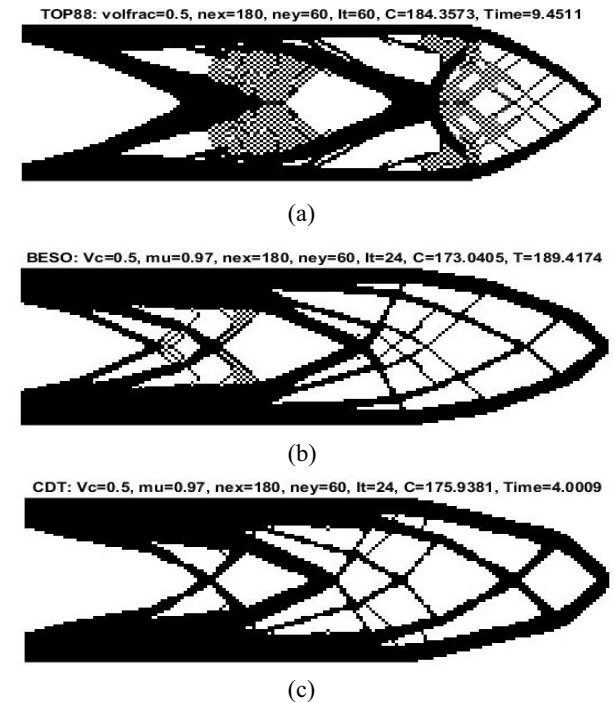 TOP88: volfrac=0.5, nex=180, ney=60, It=60, C=184.3573, Time=9.4511
(a)
BESO: Vc=0.5, mu=0.97, nex=180, ney=60, It=24, C=173.0405, T=189.4174
(b)
CDT: Vc=0.5, mu=0.97, nex=180, ney=60, It=24, C=175.9381, Time=4.0009
(c)